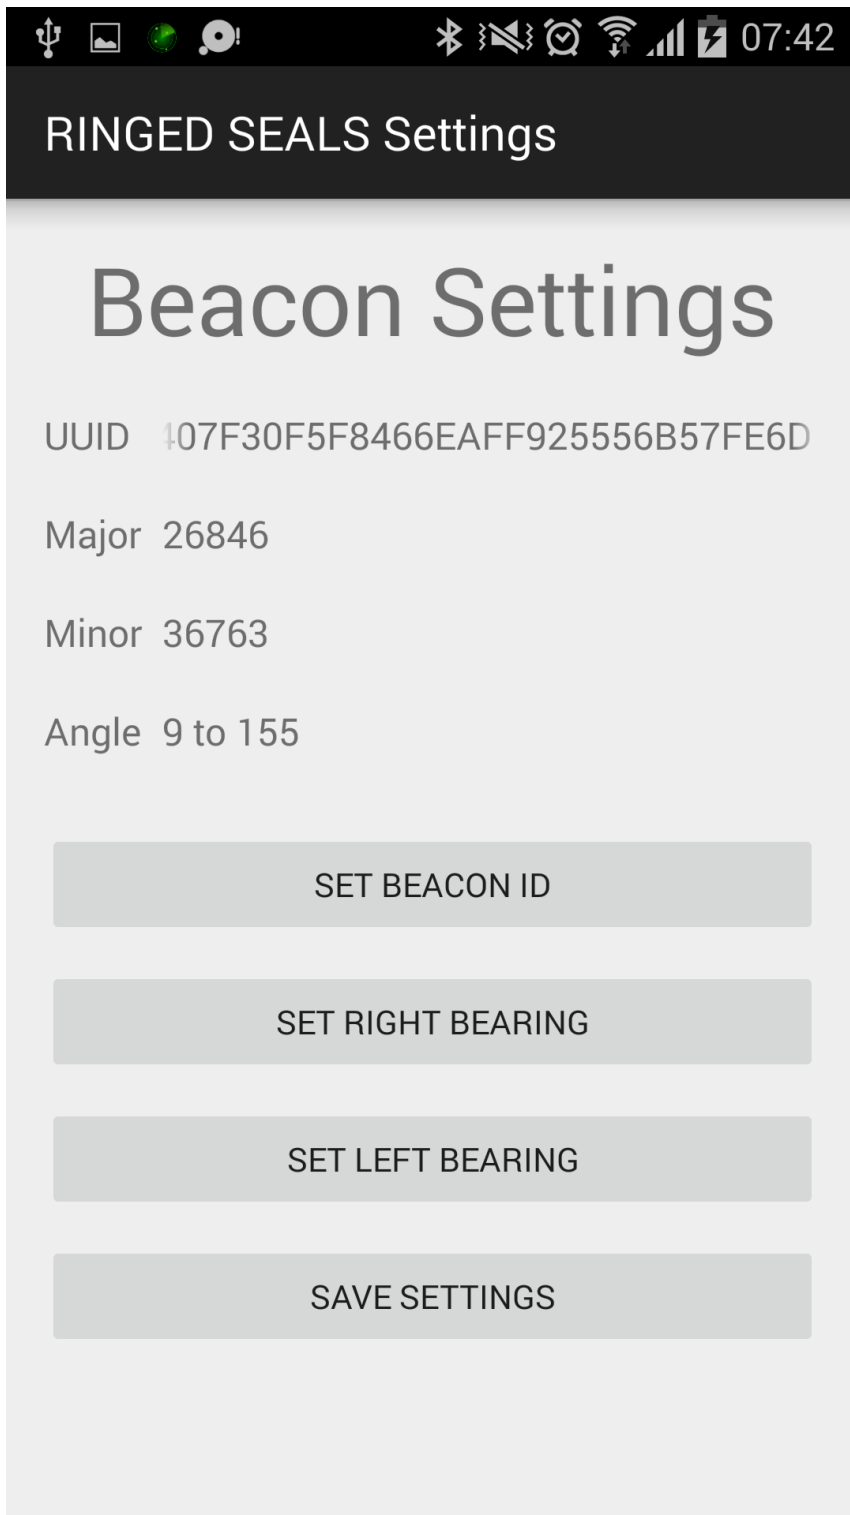 07:42
RINGED SEALS Settings
Beacon Settings
UUID 407F30F5F8466EAFF925556B57FE6D
Major 26846
Minor 36763
Angle 9 to 155
SET BEACON ID
SET RIGHT BEARING
SET LEFT BEARING
SAVE SETTINGS